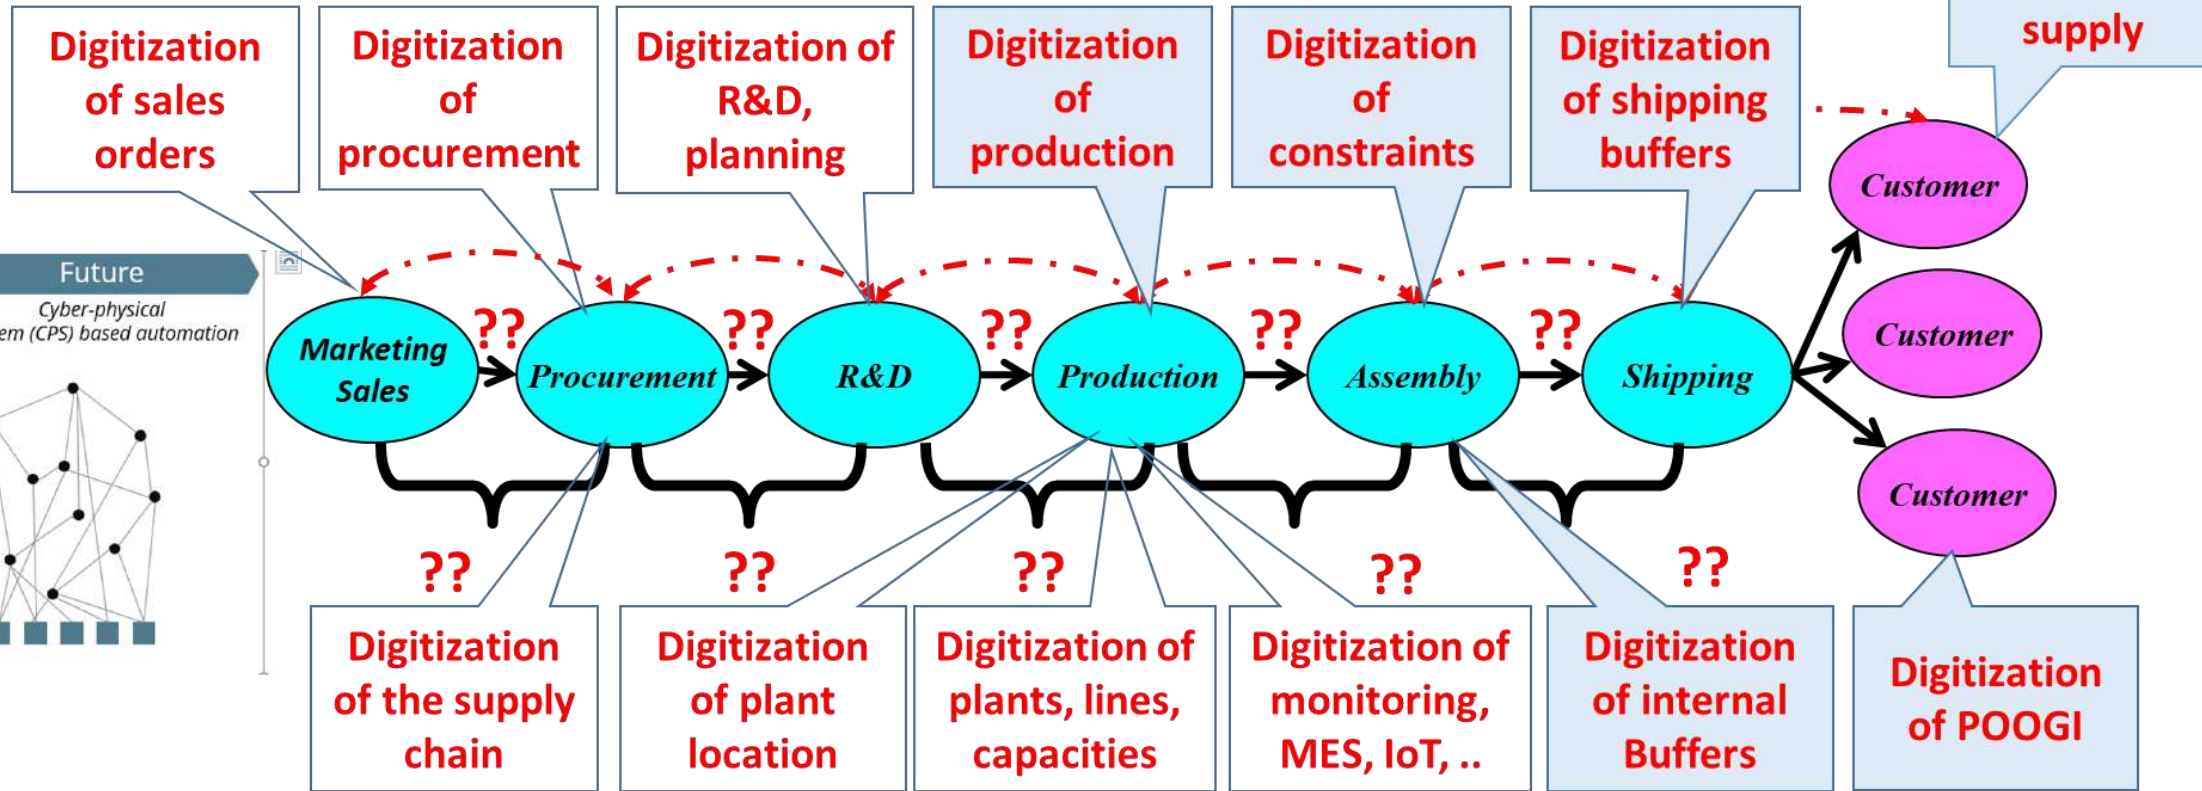 Digitization
of sales
orders
Digitization
of
procurement
Digitization of
R&D,
planning
Digitization
of
production
Digitization
of
constraints
Digitization
of shipping
buffers
supply
Future
Cyber-physical
em (CPS) based automation
Marketing
Sales
??
Procurement
??
R&D
??
Production
??
Assembly
??
Shipping
Customer
Customer
Customer
??
??
??
??
??
Digitization
of the supply
chain
Digitization
of plant
location
Digitization of
plants, lines,
capacities
Digitization of
monitoring,
MES, IoT, ..
Digitization
of internal
Buffers
Digitization
of POOGI